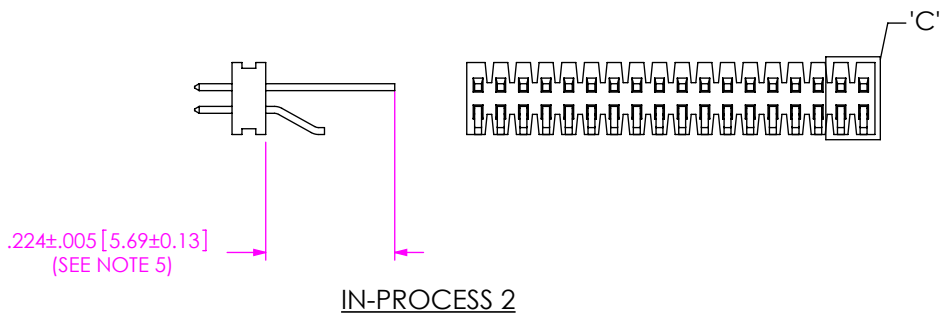 'C'
.224±.005[5.69±0.13]
(SEE NOTE 5)
IN-PROCESS 2